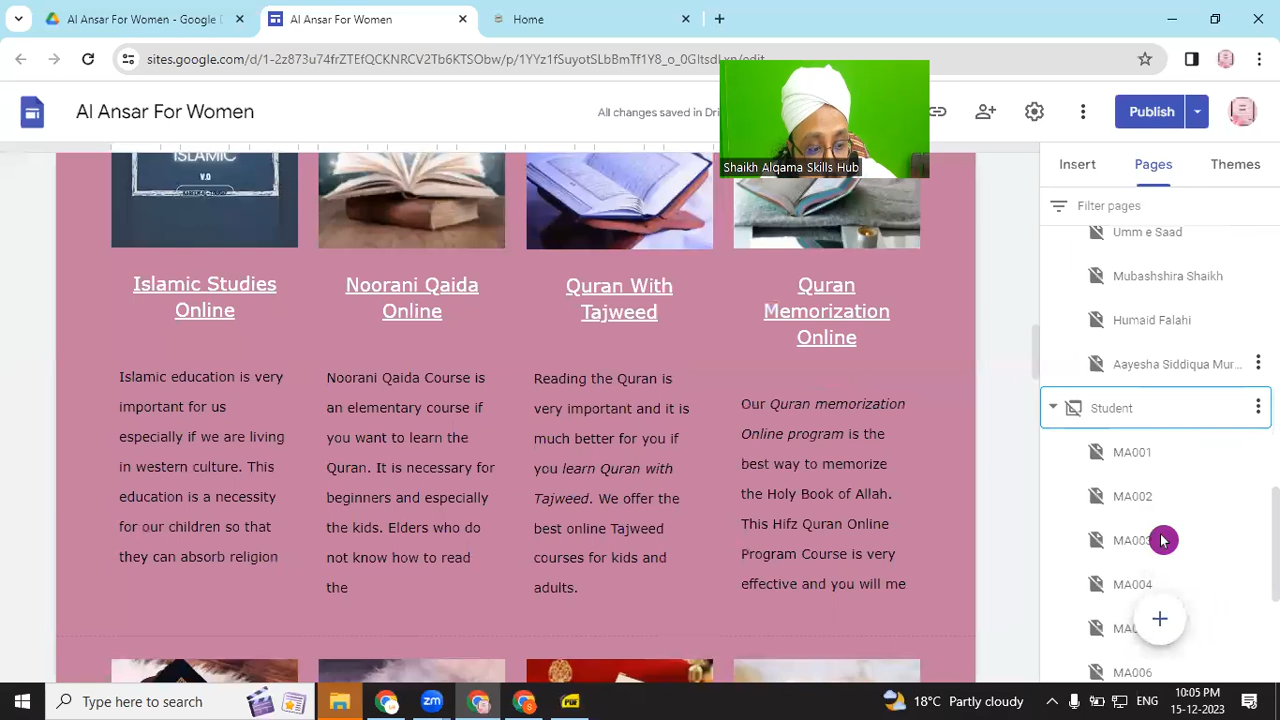 Al Ansar For Women - Google D
Al Ansar For Women
Home
sites.google.com/d/1-2z873u74frZTEfQCKNRCV2Tb6KTSObn/p/1YYz1fSuyotSLbBmTf1Y8_o_0GItsdLxn/edit
Al Ansar For Women
All changes saved in Dri
Publish
Shaikh Alqama Skills Hub
Insert
Pages
Themes
Filter pages
Umm e Saad
Mubashshira Shaikh
Humaid Falahi
Aayesha Siddiqua Mur...
Student
MA001
MA002
MA003
MA004
MA006
ISLAMIC
V.0
Islamic Studies
Online
Islamic education is very
important for us
especially if we are living
in western culture. This
education is a necessity
for our children so that
they can absorb religion
Noorani Qaida
Online
Noorani Qaida Course is
an elementary course if
you want to learn the
Quran. It is necessary for
beginners and especially
the kids. Elders who do
not know how to read
the
Quran With
Tajweed
Reading the Quran is
very important and it is
much better for you if
you learn Quran with
Tajweed. We offer the
best online Tajweed
courses for kids and
adults.
Quran
Memorization
Online
Our Quran memorization
Online program is the
best way to memorize
the Holy Book of Allah.
This Hifz Quran Online
Program Course is very
effective and you will me
Type here to search
18°C Partly cloudy
ENG
10:05 PM
15-12-2023